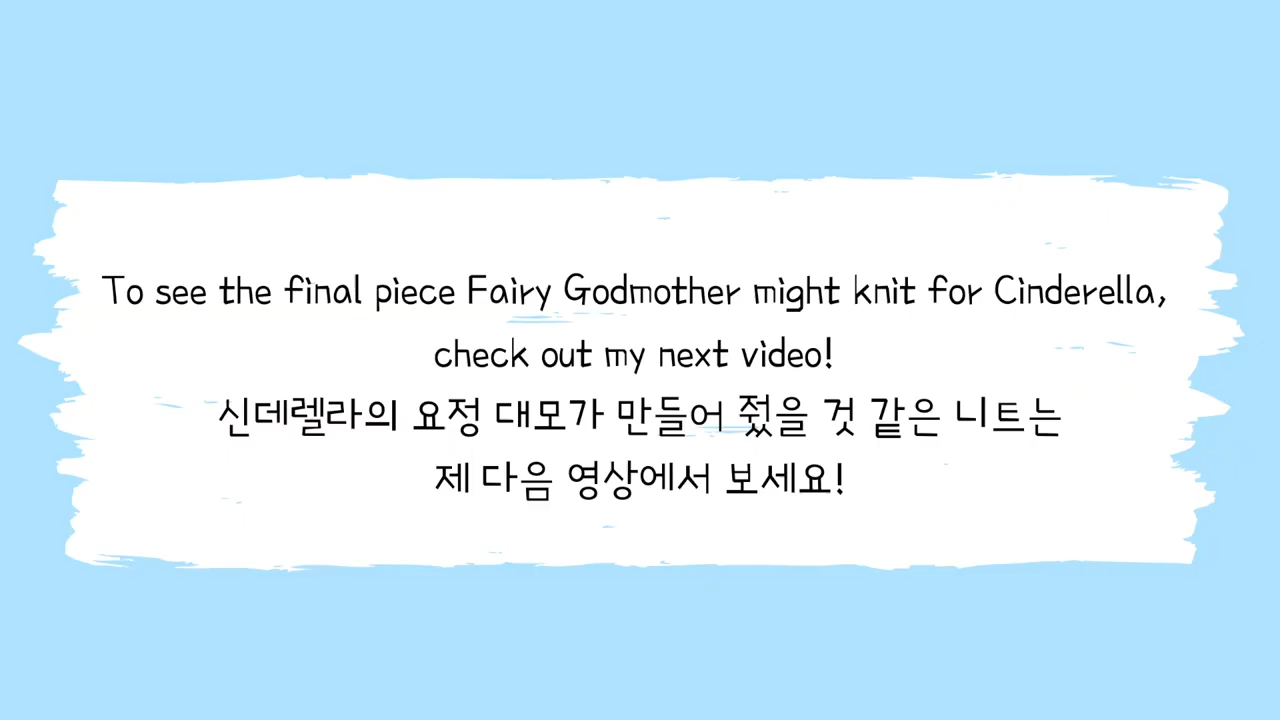 To see the final piece Fairy Godmother might knit for Cinderella,
check out my next video!
신데렐라의 요정 대모가 만들어 줬을 것 같은 니트는
제 다음 영상에서 보세요!